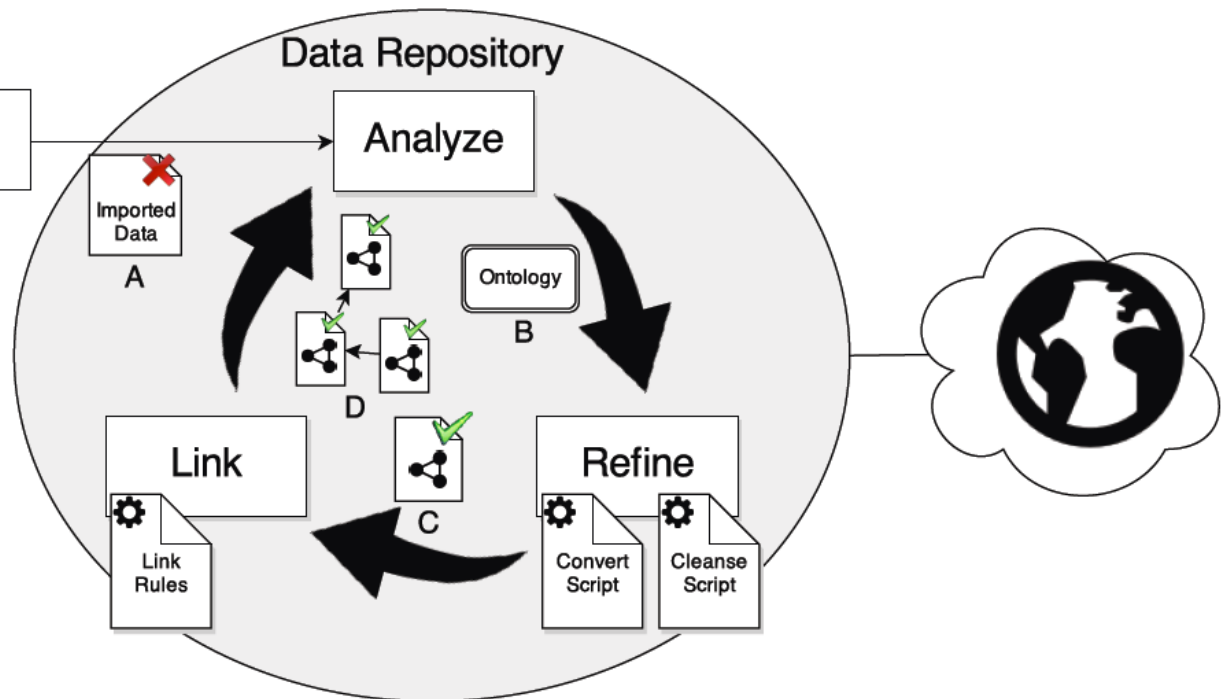 Data Repository
Analyze
Imported
Data
A
Ontology
B
D
Link
Refine
C
Link
Rules
Convert
Script
Cleanse
Script